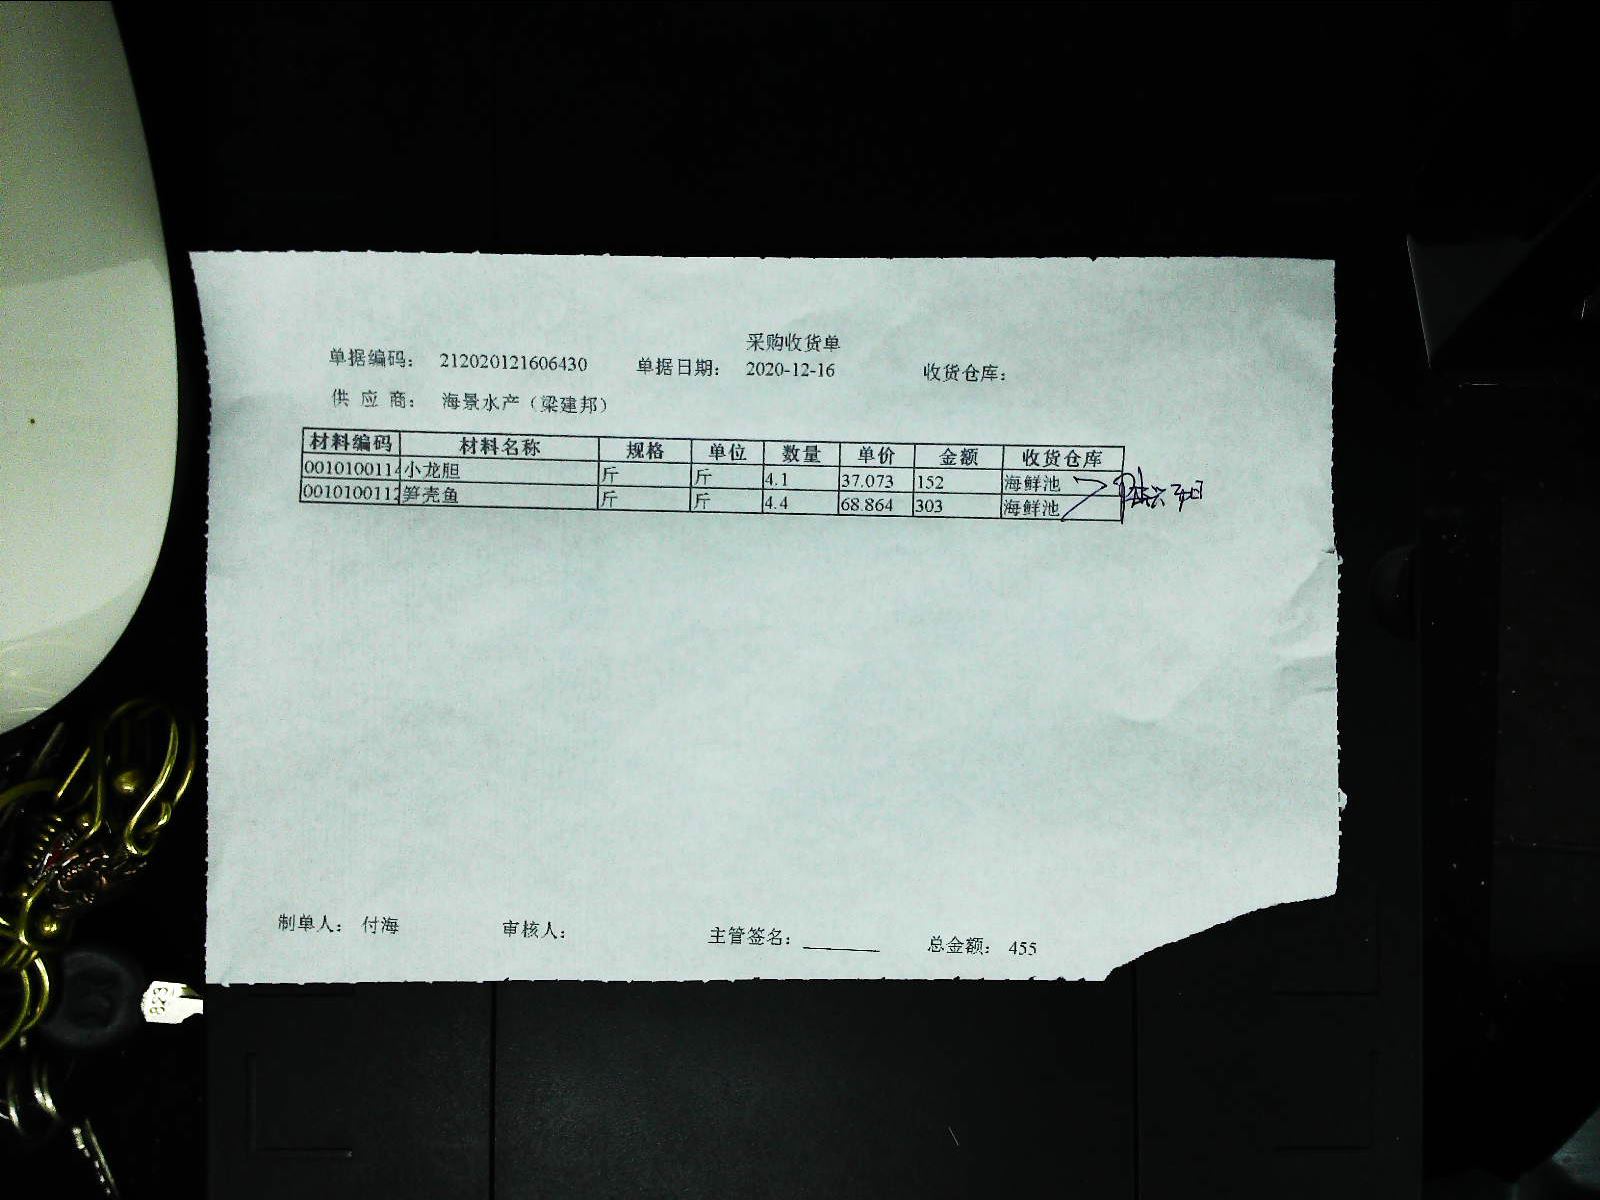 采购收货单
单据编码： 212020121606430 单据日期： 2020-12-16 收货仓库：
供 应 商： 海景水产（梁建邦）
材料编码 材料名称 规格 单位 数量 单价 金额 收货仓库
0010100114 小龙胆 斤 斤 4.1 37.073 152 海鲜池
0010100112 笋壳鱼 斤 斤 4.4 68.864 303 海鲜池
制单人： 付海 审核人： 主管签名： 总金额： 455
823